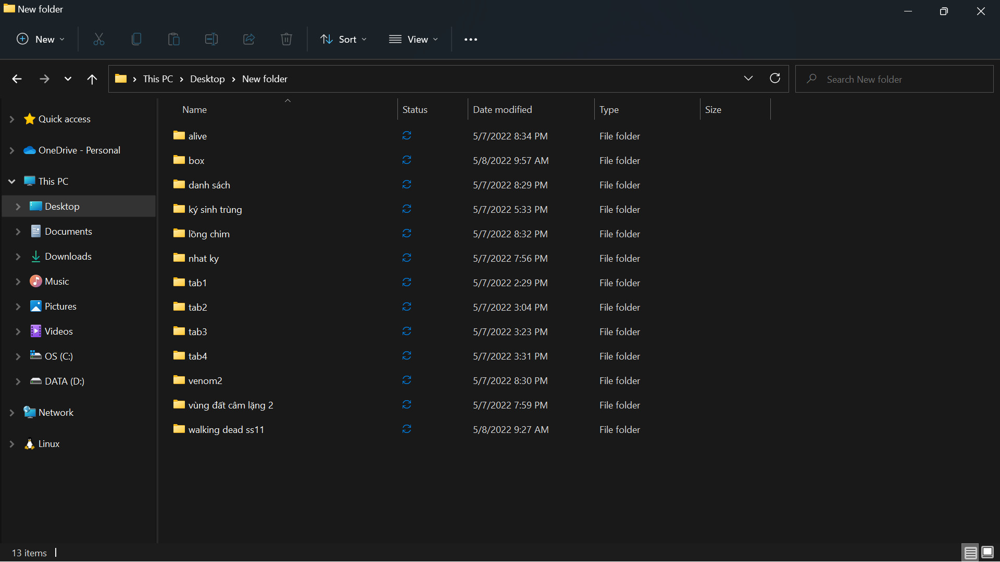 New folder
New
Sort
View
This PC
Desktop
New folder
Search New folder
Name
Status
Date modified
Type
Size
Quick access
OneDrive - Personal
This PC
Desktop
Documents
Downloads
Music
Pictures
Videos
OS (C:)
DATA (D:)
Network
Linux
alive 5/7/2022 8:34 PM File folder
box 5/8/2022 9:57 AM File folder
danh sách 5/7/2022 8:29 PM File folder
ký sinh trùng 5/7/2022 5:33 PM File folder
lồng chim 5/7/2022 8:32 PM File folder
nhat ky 5/7/2022 7:56 PM File folder
tab1 5/7/2022 2:29 PM File folder
tab2 5/7/2022 3:04 PM File folder
tab3 5/7/2022 3:23 PM File folder
tab4 5/7/2022 3:31 PM File folder
venom2 5/7/2022 8:30 PM File folder
vùng đất câm lặng 2 5/7/2022 7:59 PM File folder
walking dead ss11 5/8/2022 9:27 AM File folder
13 items